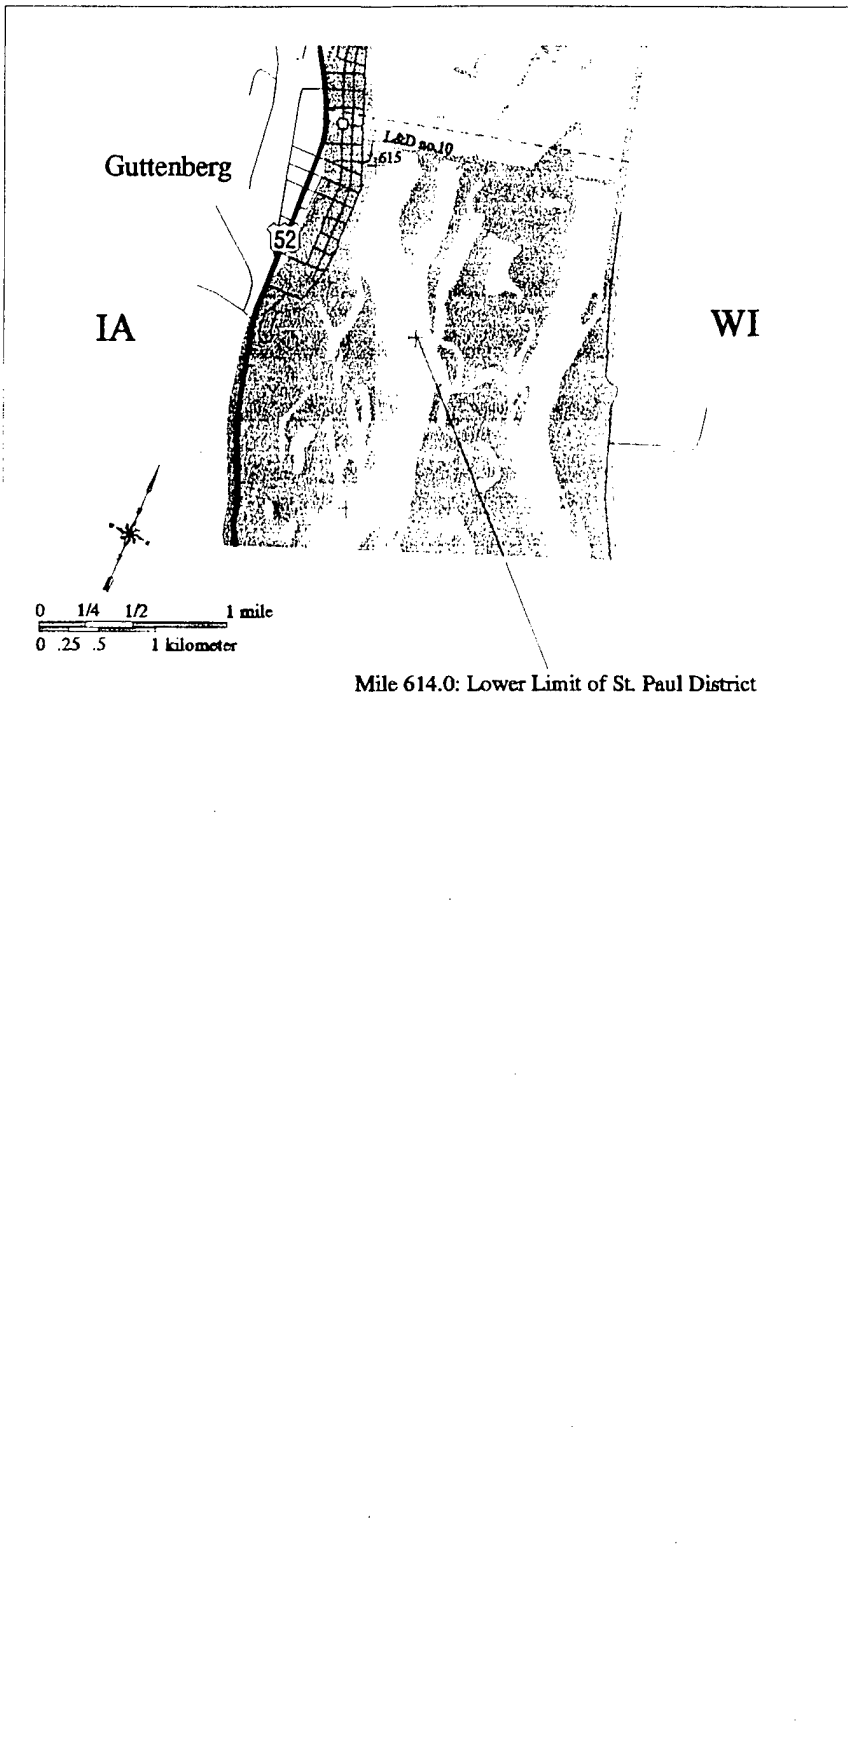 L&D no.10
615
Guttenberg
52
IA
WI
0 1/4 1/2 1 mile
0 .25 .5 1 kilometer
Mile 614.0: Lower Limit of St. Paul District